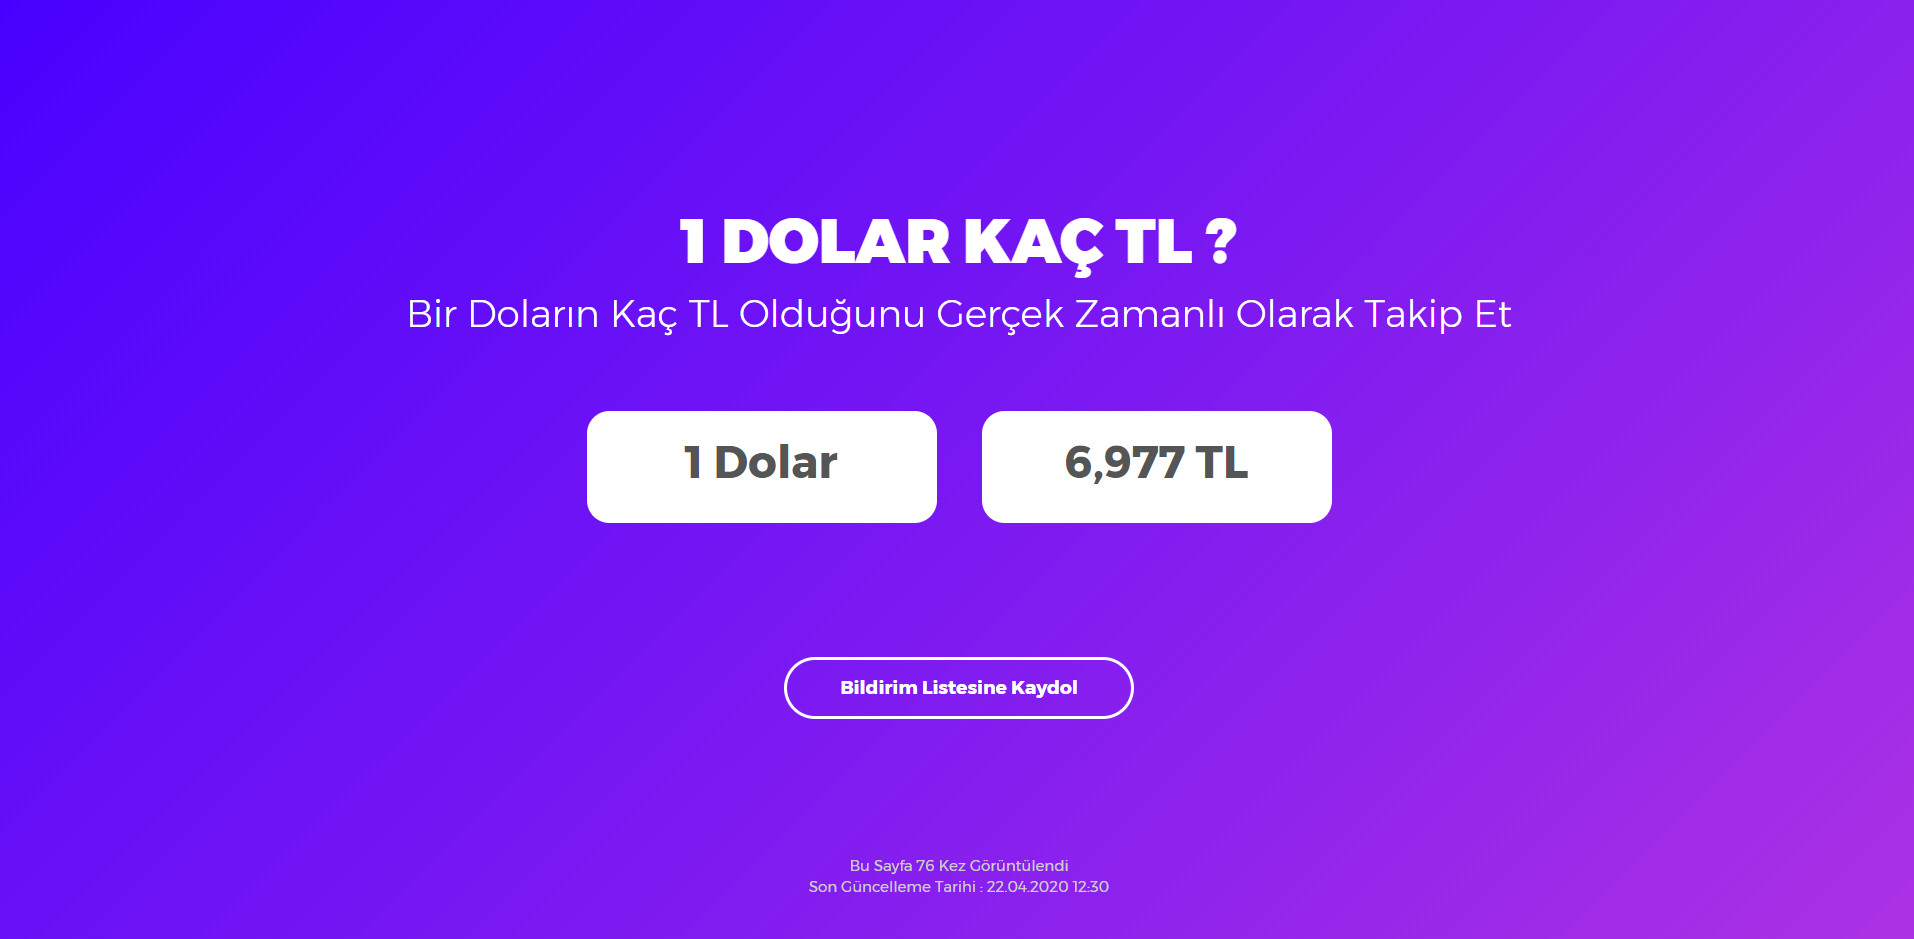 1 DOLAR KAÇ TL ?
Bir Doların Kaç TL Olduğunu Gerçek Zamanlı Olarak Takip Et
1 Dolar
6,977 TL
Bildirim Listesine Kaydol
Bu Sayfa 76 Kez Görüntülendi
Son Güncelleme Tarihi : 22.04.2020 12:30